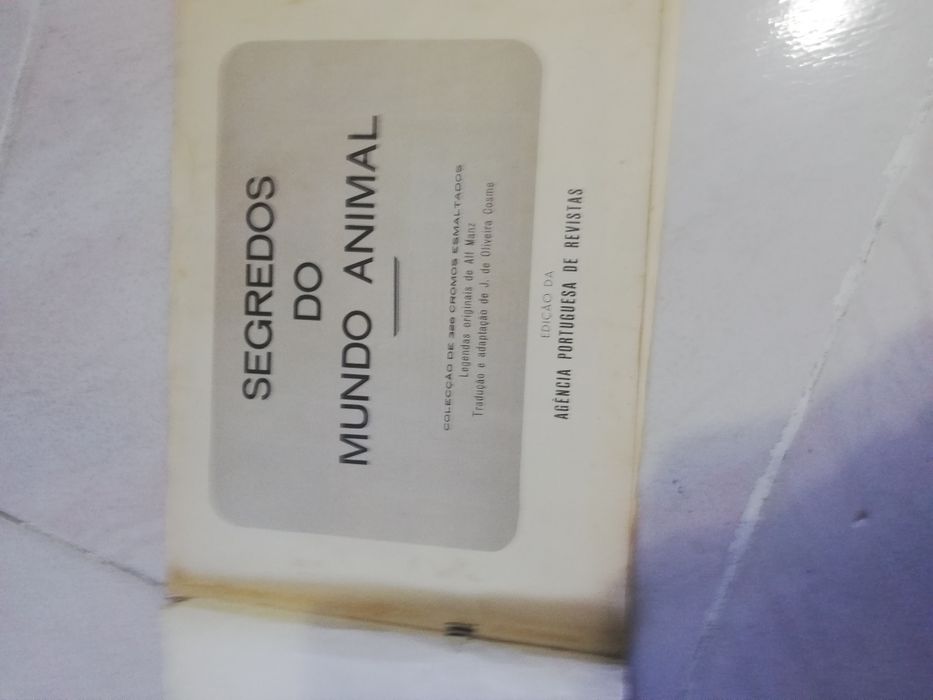 SEGREDOS
DO
MUNDO ANIMAL
COLECÇÃO DE 326 CROMOS ESMALTADOS
Legendas originais de Alf Manz
Tradução e adaptação de J. de Oliveira Cosme
EDIÇÃO DA
AGÊNCIA PORTUGUESA DE REVISTAS